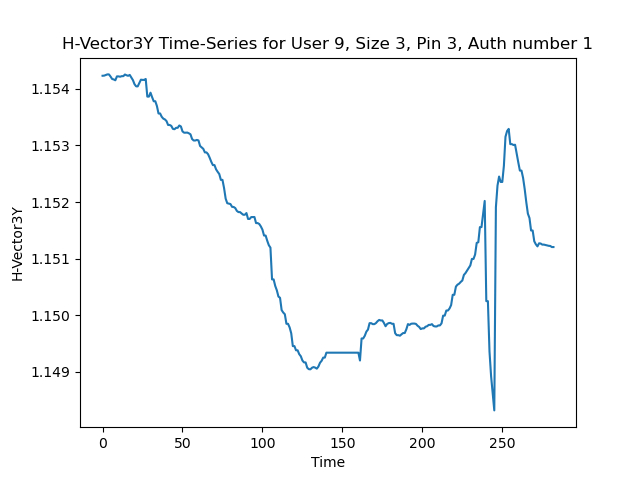 H-Vector3Y Time-Series for User 9, Size 3, Pin 3, Auth number 1
1.154
1.153
1.152
1.151
1.150
1.149
H-Vector3Y
0 50 100 150 200 250
Time